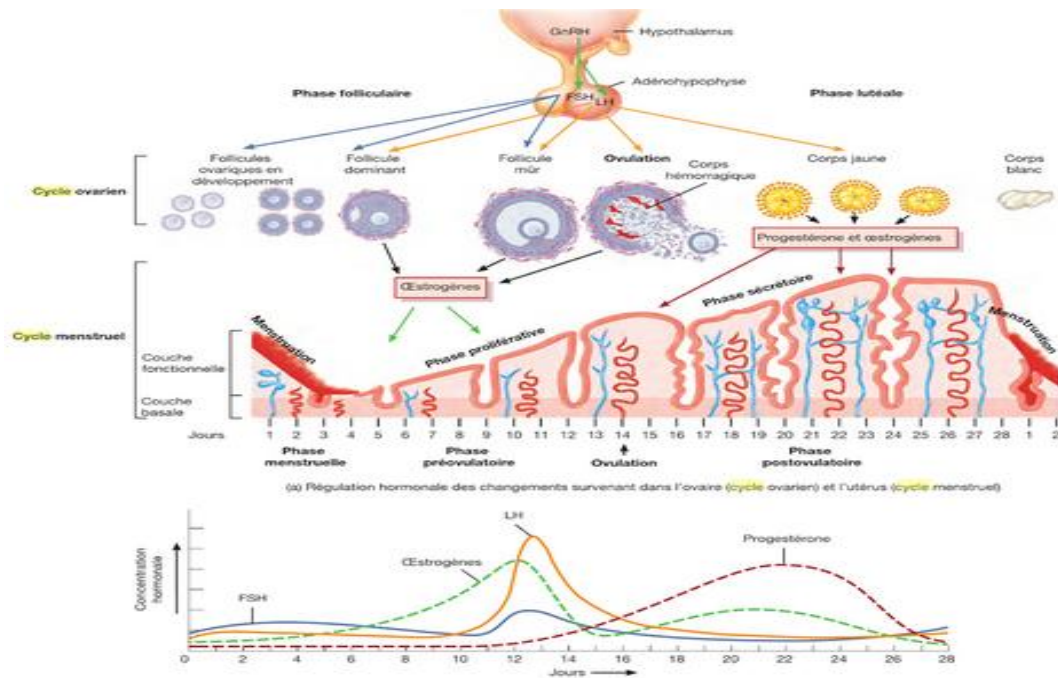 GnRH
Hypothalamus
Adénohypophyse
Phase folliculaire
FSH
LH
Phase lutéale
Follicules
ovariques en
développement
Follicule
dominant
Follicule
mûr
Ovulation
Corps
hémorragique
Corps jaune
Corps
blanc
Cycle ovarien
Progestérone et œstrogènes
Œstrogènes
Cycle menstruel
Menstruation
Phase proliférative
Phase sécrétoire
Menstruation
Couche
fonctionnelle
Couche
basale
Jours 1 2 3 4 5 6 7 8 9 10 11 12 13 14 15 16 17 18 19 20 21 22 23 24 25 26 27 28 1 2
Phase
menstruelle
Phase
préovulatoire
Ovulation
Phase
postovulatoire
(a) Régulation hormonale des changements survenant dans l'ovaire (cycle ovarien) et l'utérus (cycle menstruel)
Concentration
hormonale
FSH
Œstrogènes
LH
Progestérone
0 2 4 6 8 10 12 14 16 18 20 22 24 26 28
Jours